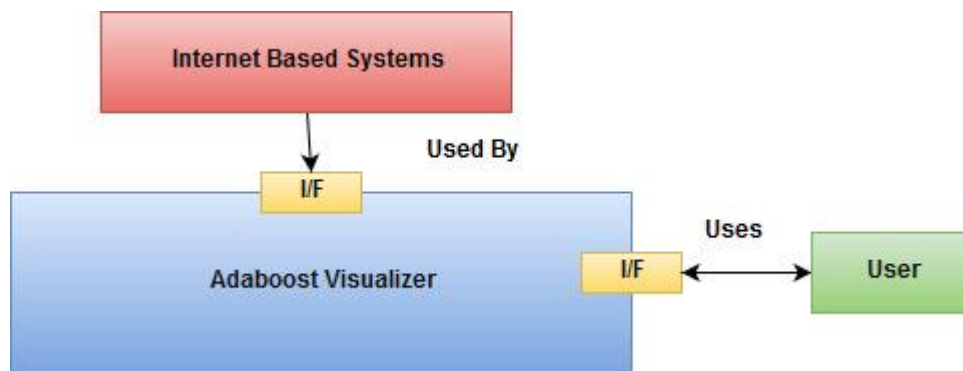 Internet Based Systems
Used By
I/F
Uses
Adaboost Visualizer
I/F
User